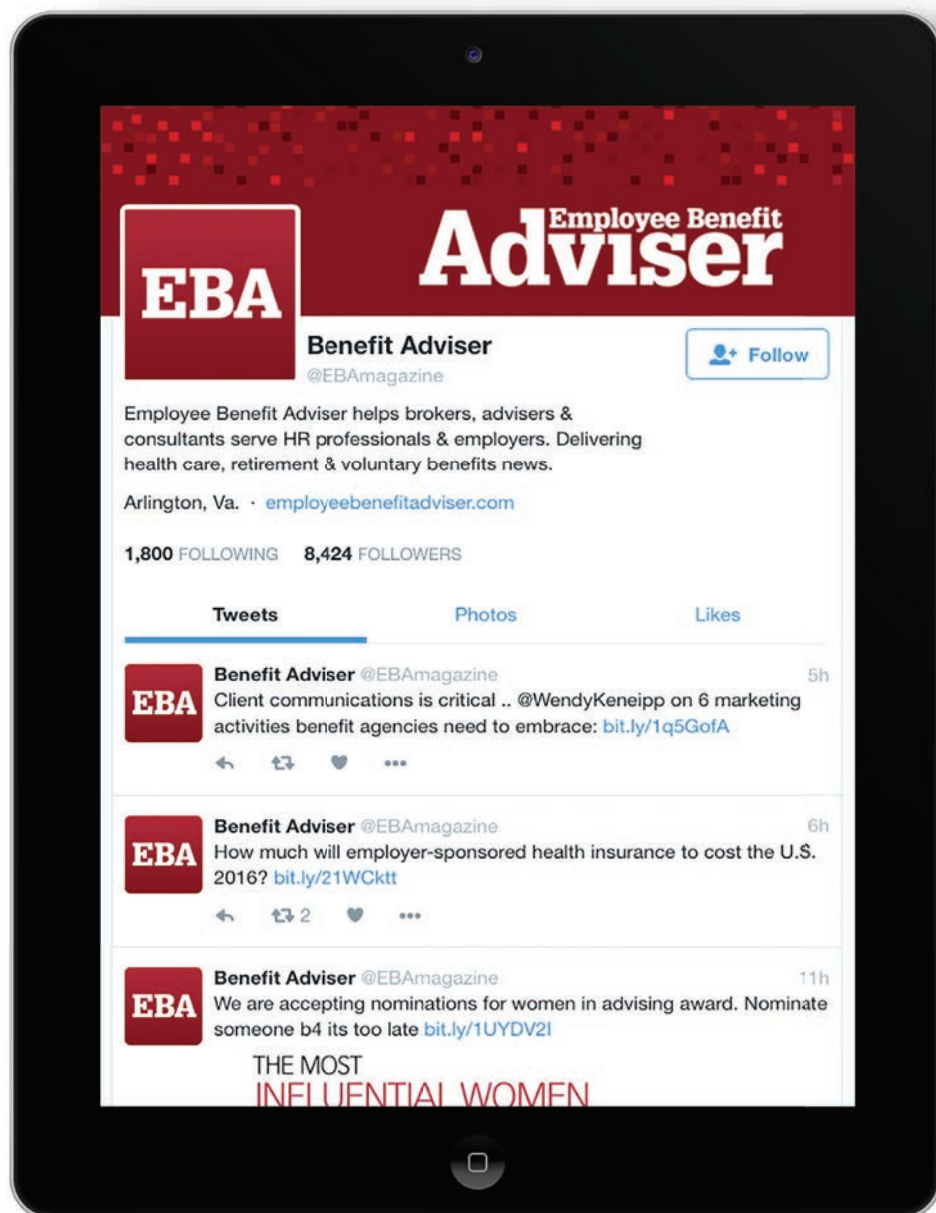 Employee Benefit
Adviser
EBA
Benefit Adviser
@EBAmagazine
Follow
Employee Benefit Adviser helps brokers, advisers &
consultants serve HR professionals & employers. Delivering
health care, retirement & voluntary benefits news.
Arlington, Va. · employeebenefitadviser.com
1,800 FOLLOWING 8,424 FOLLOWERS
Tweets Photos Likes
EBA
Benefit Adviser @EBAmagazine 5h
Client communications is critical .. @WendyKeneipp on 6 marketing
activities benefit agencies need to embrace: bit.ly/1q5GofA
EBA
Benefit Adviser @EBAmagazine 6h
How much will employer-sponsored health insurance to cost the U.S.
2016? bit.ly/21WCktt
2
EBA
Benefit Adviser @EBAmagazine 11h
We are accepting nominations for women in advising award. Nominate
someone b4 its too late bit.ly/1UYDV2I
THE MOST
INFLUENTIAL WOMEN